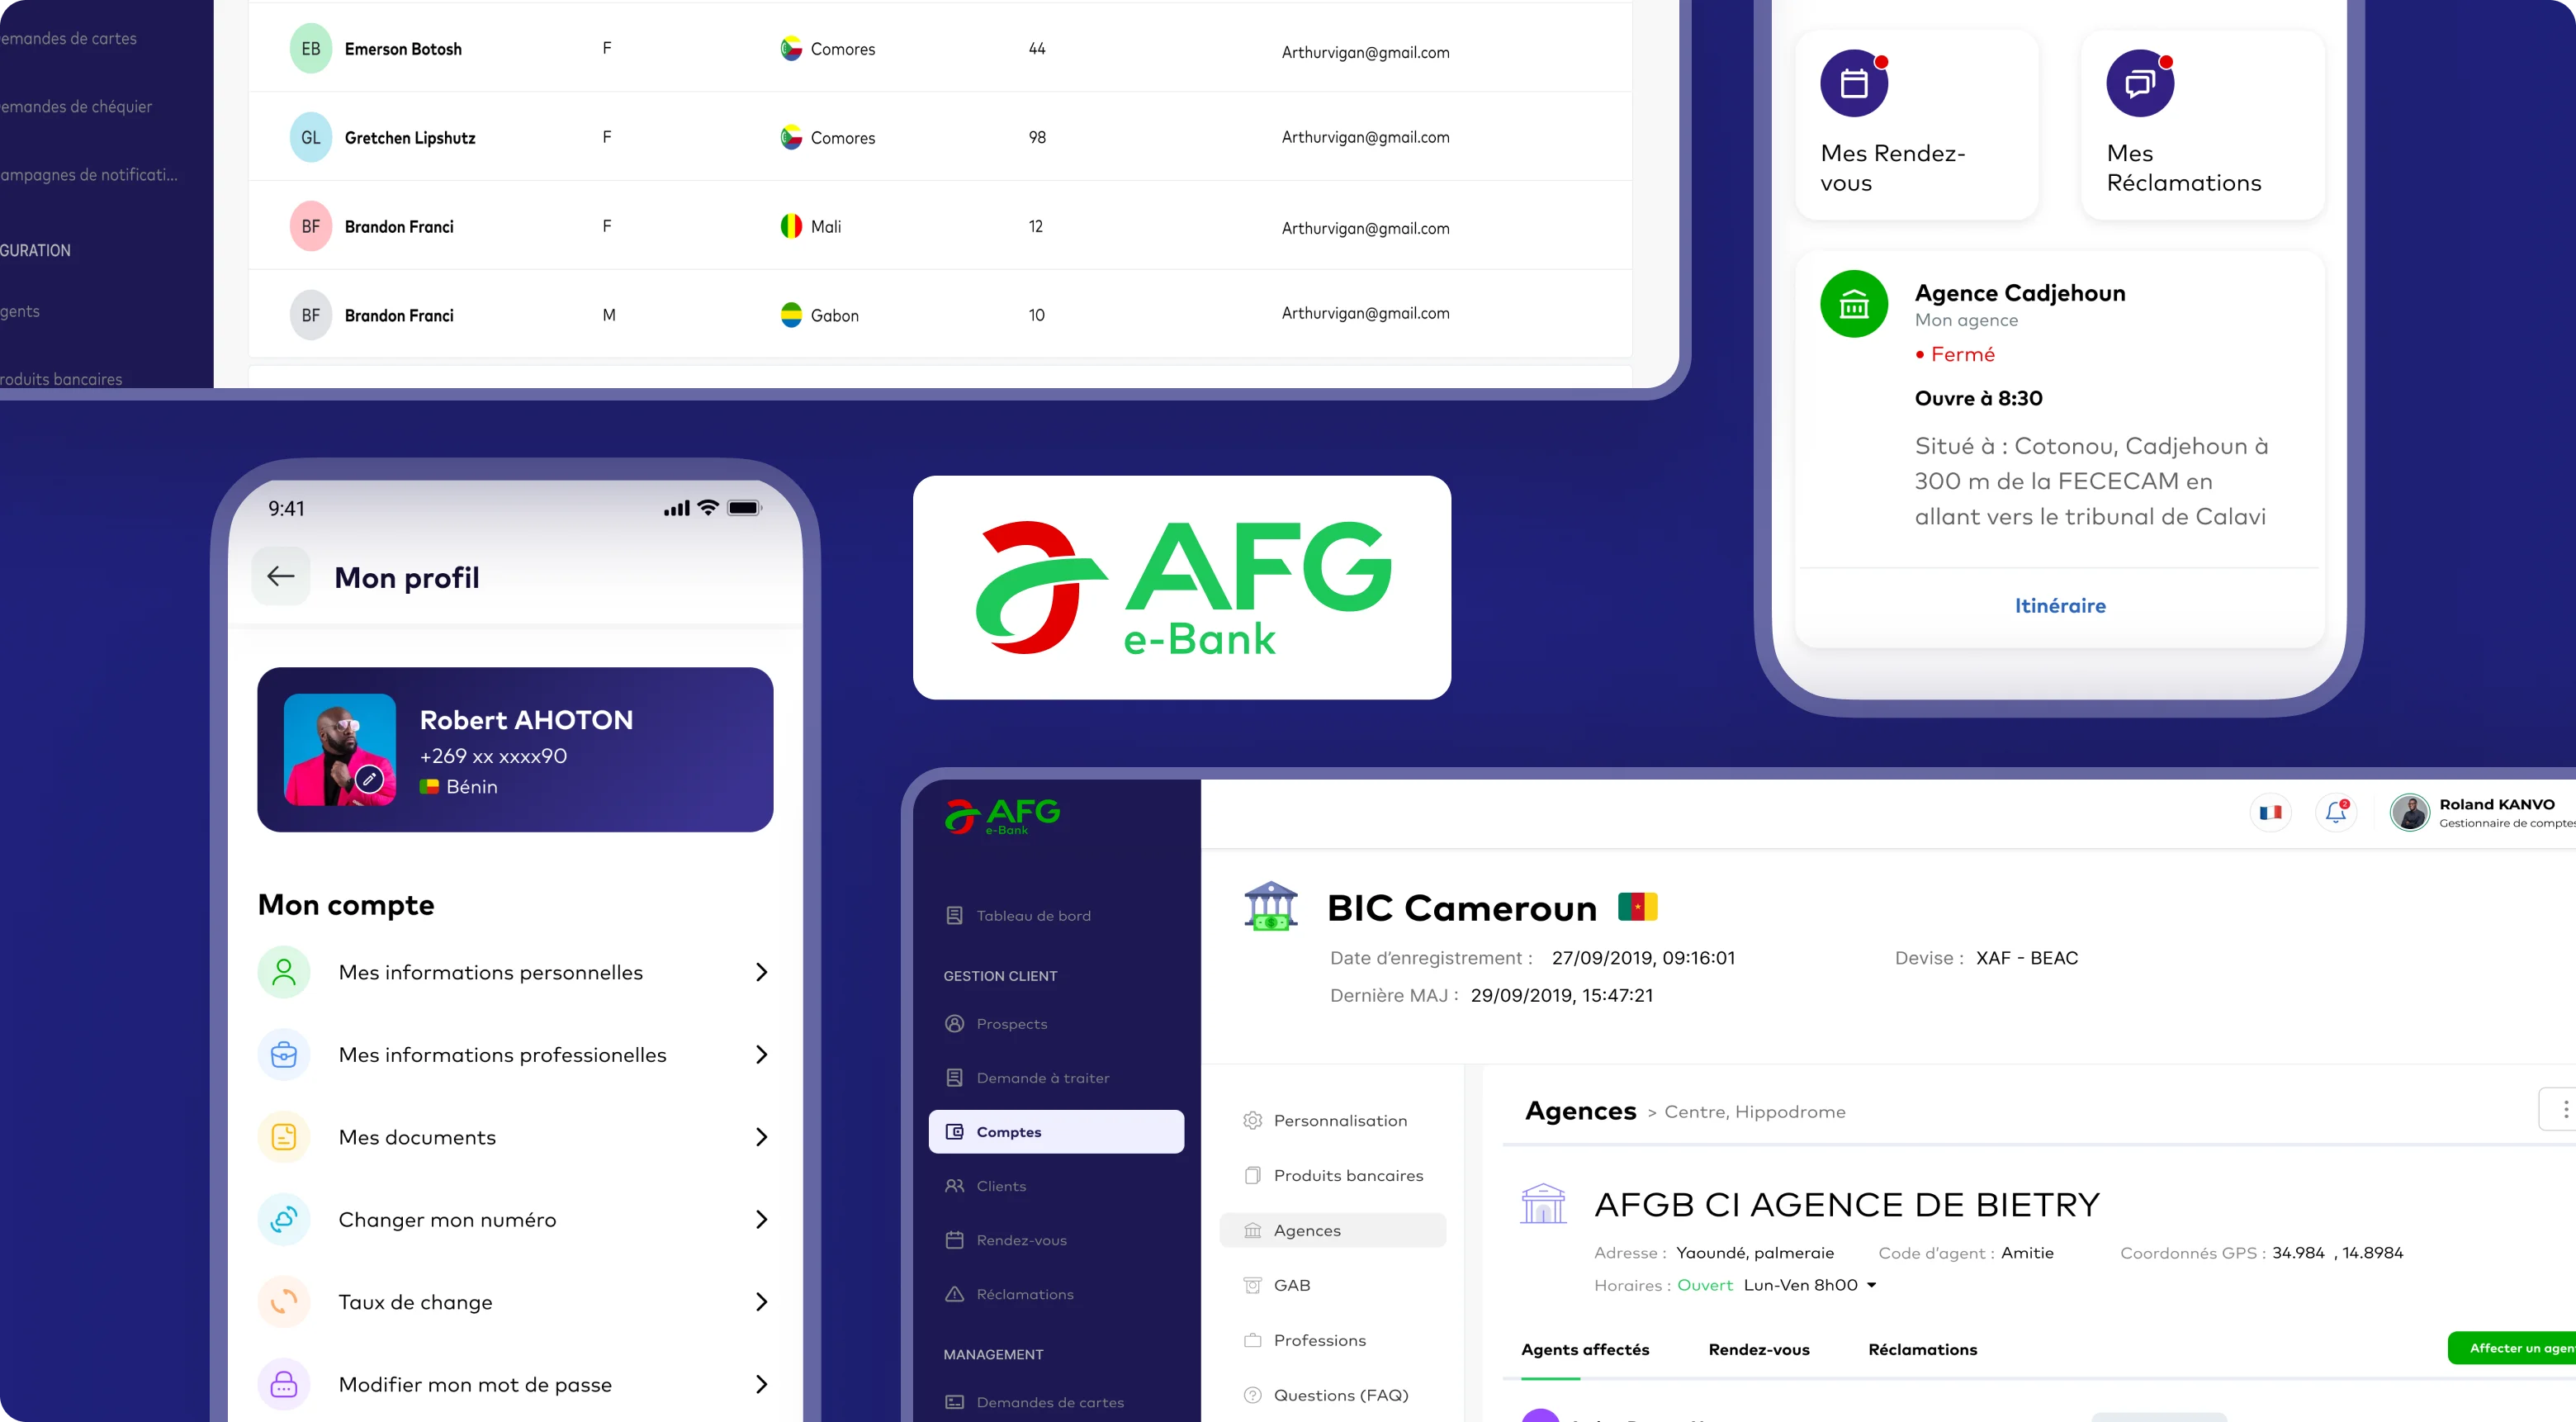 emandes de cartes
emandes de chéquier
ampagnes de notificati...
GURATION
gents
roduits bancaires
EB Emerson Botosh F Comores 44 Arthurvigan@gmail.com
GL Gretchen Lipshutz F Comores 98 Arthurvigan@gmail.com
BF Brandon Franci F Mali 12 Arthurvigan@gmail.com
BF Brandon Franci M Gabon 10 Arthurvigan@gmail.com
Mes Rendez-
vous
Mes
Réclamations
Agence Cadjehoun
Mon agence
• Fermé
Ouvre à 8:30
Situé à : Cotonou, Cadjehoun à
300 m de la FECECAM en
allant vers le tribunal de Calavi
Itinéraire
9:41
Mon profil
Robert AHOTON
+269 xx xxxx90
Bénin
Mon compte
Mes informations personnelles
Mes informations professionelles
Mes documents
Changer mon numéro
Taux de change
Modifier mon mot de passe
AFG
e-Bank
AFG
e-Bank
Tableau de bord
GESTION CLIENT
Prospects
Demande à traiter
Comptes
Clients
Rendez-vous
Réclamations
MANAGEMENT
Demandes de cartes
2
Roland KANVO
Gestionnaire de comptes
BIC Cameroun
Date d’enregistrement : 27/09/2019, 09:16:01 Devise : XAF - BEAC
Dernière MAJ : 29/09/2019, 15:47:21
Personnalisation
Produits bancaires
Agences
GAB
Professions
Questions (FAQ)
Agences > Centre, Hippodrome
AFGB CI AGENCE DE BIETRY
Adresse : Yaoundé, palmeraie Code d’agent : Amitie Coordonnés GPS : 34.984 , 14.8984
Horaires : Ouvert Lun-Ven 8h00
Agents affectés Rendez-vous Réclamations
Affecter un agen